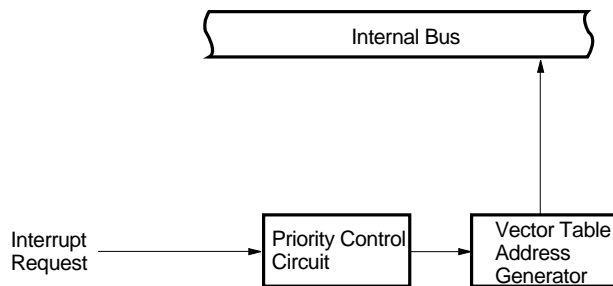 Internal Bus
Interrupt
Request
Priority Control
Circuit
Vector Table
Address
Generator